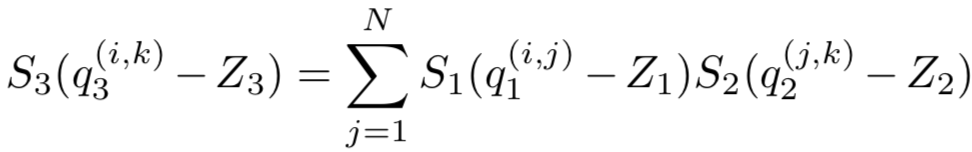 $S_3(q_3^{(i,k)} - Z_3) = \sum_{j=1}^{N} S_1(q_1^{(i,j)} - Z_1) S_2(q_2^{(j,k)} - Z_2)$